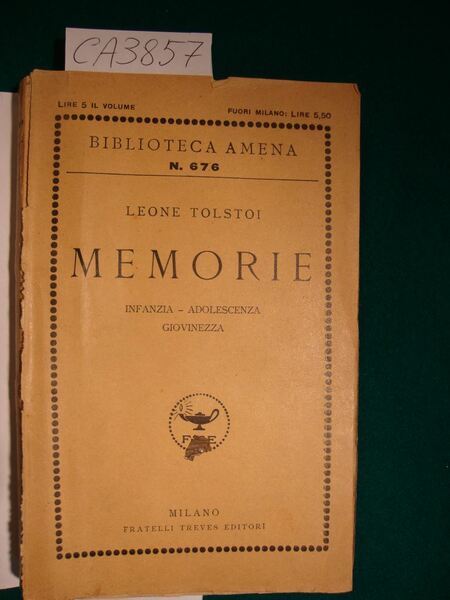 CA3857
LIRE 5 IL VOLUME
FUORI MILANO: LIRE 5,50
BIBLIOTECA AMENA
N. 676
LEONE TOLSTOI
MEMORIE
INFANZIA - ADOLESCENZA
GIOVINEZZA
MILANO
FRATELLI TREVES EDITORI